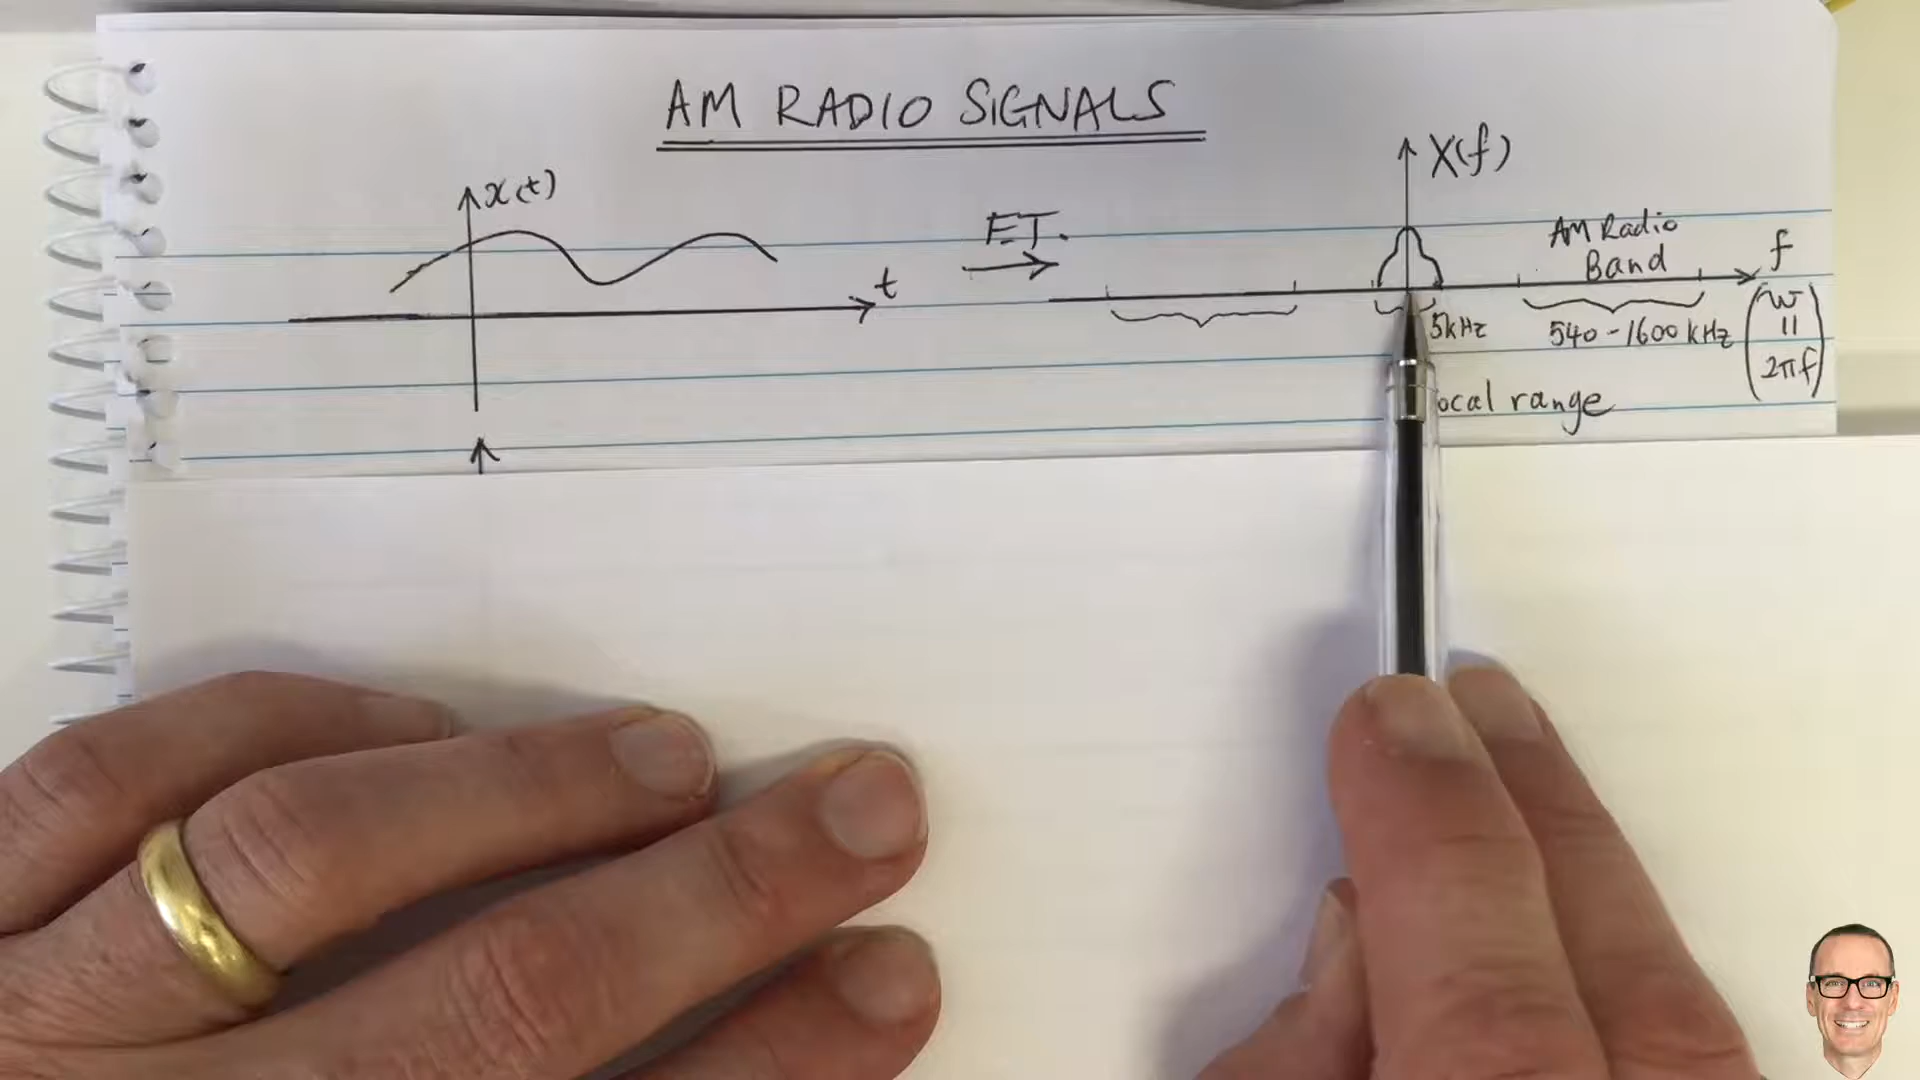 AM RADIO SIGNALS
x(t)
t
F.T.
X(f)
AM Radio
Band
f
5kHz
540-1600 kHz
(w
=
2πf)
ocal range